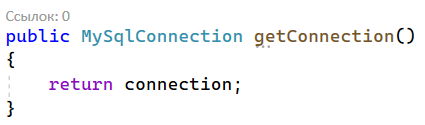 Ссылок: 0
public MySqlConnection getConnection()
{
    return connection;
}